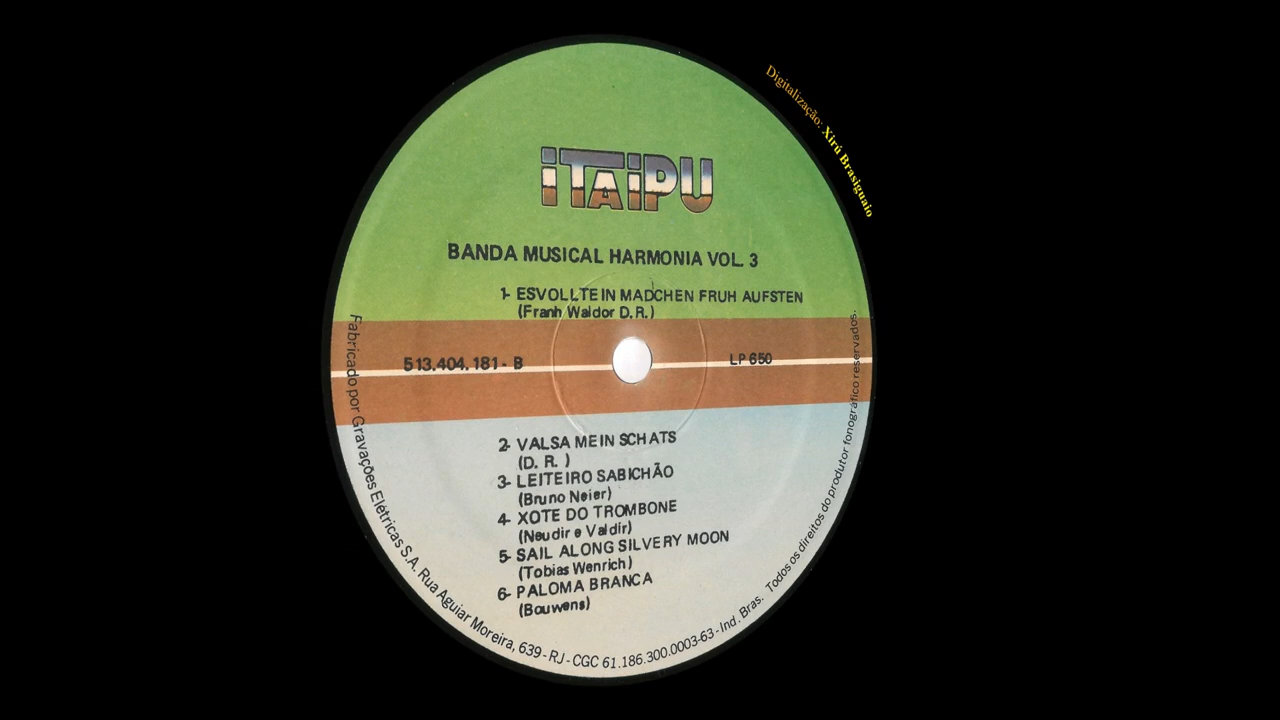 iTAiPU
Digitalização: Xirú Brasiguaio
BANDA MUSICAL HARMONIA VOL. 3
1- ESVOLLTEIN MADCHEN FRUH AUFSTEN
(Franh Waldor D.R.)
513.404.181 - B
LP 650
2- VALSA MEIN SCHATS
(D. R. )
3- LEITEIRO SABICHÃO
(Bruno Neier)
4- XOTE DO TROMBONE
(Neudir e Valdir)
5- SAIL ALONG SILVERY MOON
(Tobias Wenrich)
6- PALOMA BRANCA
(Bouwens)
Fabricado por Gravações Elétricas S.A. Rua Aguiar Moreira, 639 - RJ - CGC 61.186.300.0003-63 - Ind. Bras. Todos os direitos do produtor fonográfico reservados.